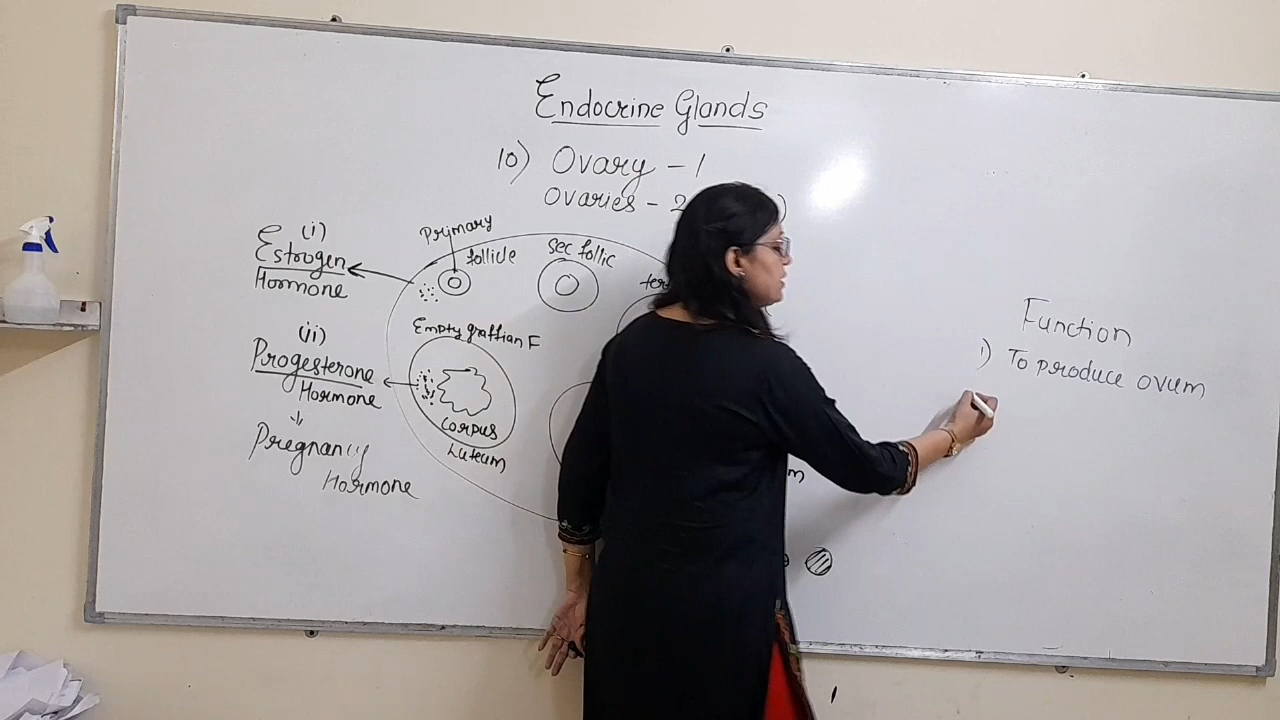 Endocrine Glands
10) Ovary - 1
Ovaries - 2
(i)
Estrogen
Hormone
Primary
follicle
Sec follic
Empty graffian F
(ii)
Progesterone
Hormone
Pregnancy
Hormone
Corpus
Luteum
Function
i) To produce ovum